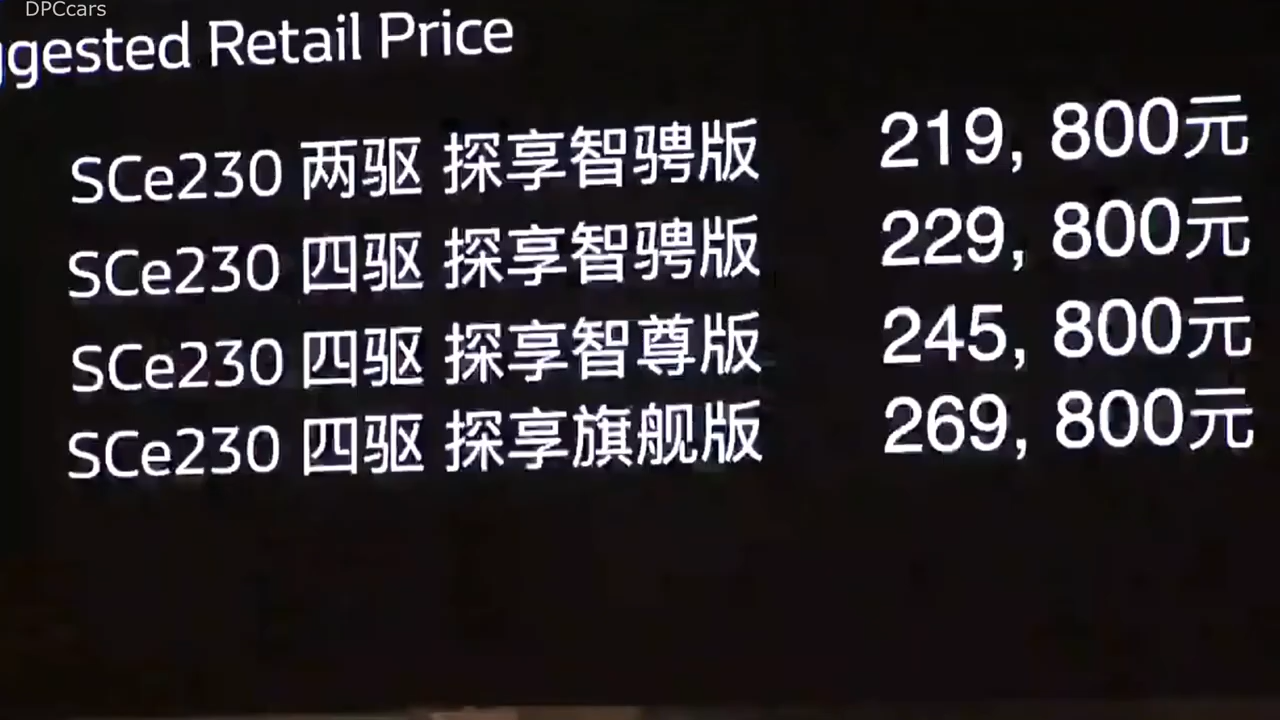 DPCcars
ggested Retail Price
SCe230 两驱 探享智骋版 219, 800元
SCe230 四驱 探享智骋版 229, 800元
SCe230 四驱 探享智尊版 245, 800元
SCe230 四驱 探享旗舰版 269, 800元